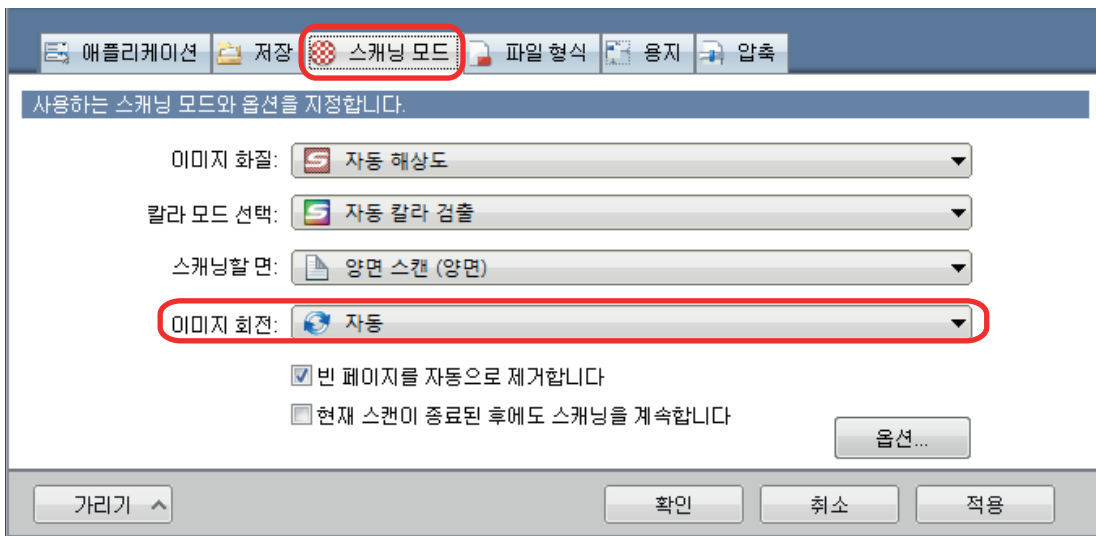 애플리케이션 저장 스캐닝 모드 파일 형식 용지 압축
사용하는 스캐닝 모드와 옵션을 지정합니다.
이미지 화질: 자동 해상도
칼라 모드 선택: 자동 칼라 검출
스캐닝할 면: 양면 스캔 (양면)
이미지 회전: 자동
빈 페이지를 자동으로 제거합니다
현재 스캔이 종료된 후에도 스캐닝을 계속합니다
옵션...
가리기 확인 취소 적용